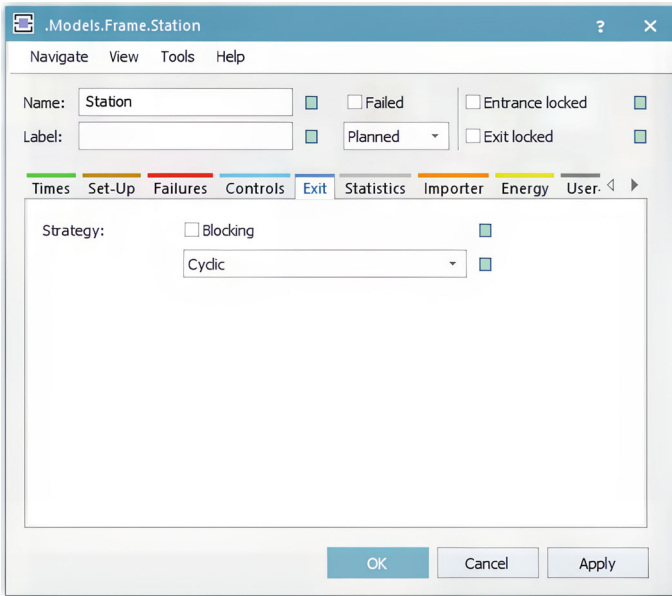 .Models.Frame.Station ? ×
Navigate View Tools Help
Name: Station Failed Entrance locked
Label: Planned Exit locked
Times Set-Up Failures Controls Exit Statistics Importer Energy User-
Strategy: Blocking
Cyclic
OK Cancel Apply